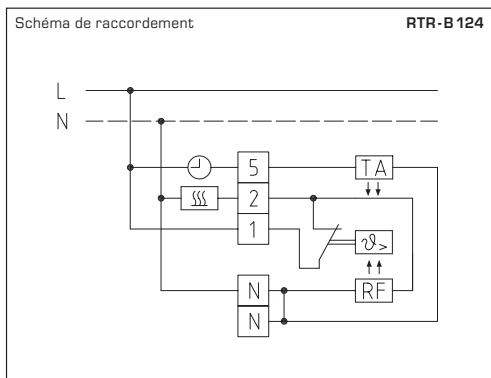 Schéma de raccordement RTR-B 124
L
N
5 TA
2
1 ϑ>
N RF
N